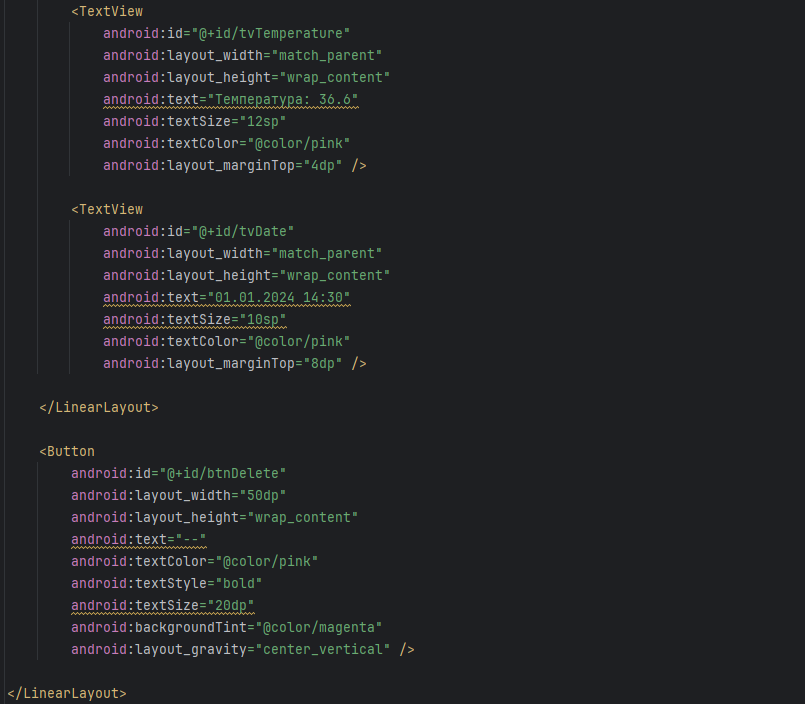 <TextView
android:id="@+id/tvTemperature"
android:layout_width="match_parent"
android:layout_height="wrap_content"
android:text="Температура: 36.6"
android:textSize="12sp"
android:textColor="@color/pink"
android:layout_marginTop="4dp" />
<TextView
android:id="@+id/tvDate"
android:layout_width="match_parent"
android:layout_height="wrap_content"
android:text="01.01.2024 14:30"
android:textSize="10sp"
android:textColor="@color/pink"
android:layout_marginTop="8dp" />
</LinearLayout>
<Button
android:id="@+id/btnDelete"
android:layout_width="50dp"
android:layout_height="wrap_content"
android:text="--"
android:textColor="@color/pink"
android:textStyle="bold"
android:textSize="20dp"
android:backgroundTint="@color/magenta"
android:layout_gravity="center_vertical" />
</LinearLayout>